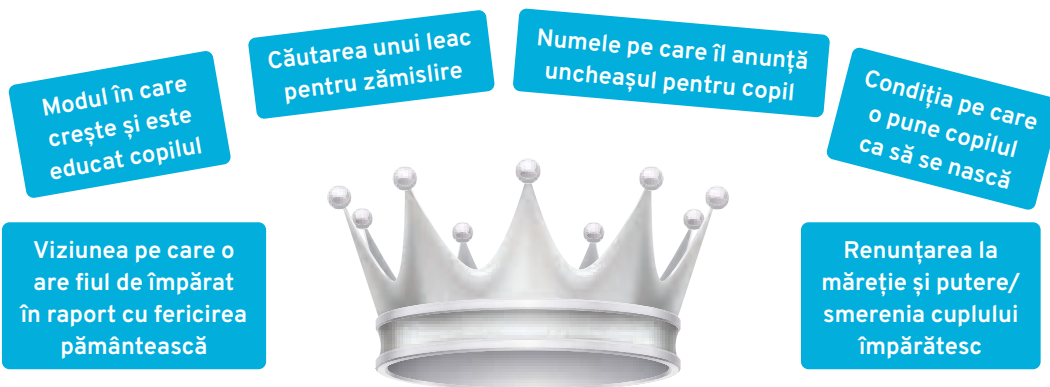 Modul în care
crește și este
educat copilul
Căutarea unui leac
pentru zămislire
Numele pe care îl anunță
uncheașul pentru copil
Condiția pe care
o pune copilul
ca să se nască
Viziunea pe care o
are fiul de împărat
în raport cu fericirea
pământească
Renunțarea la
măreție și putere/
smerenia cuplului
împărătesc